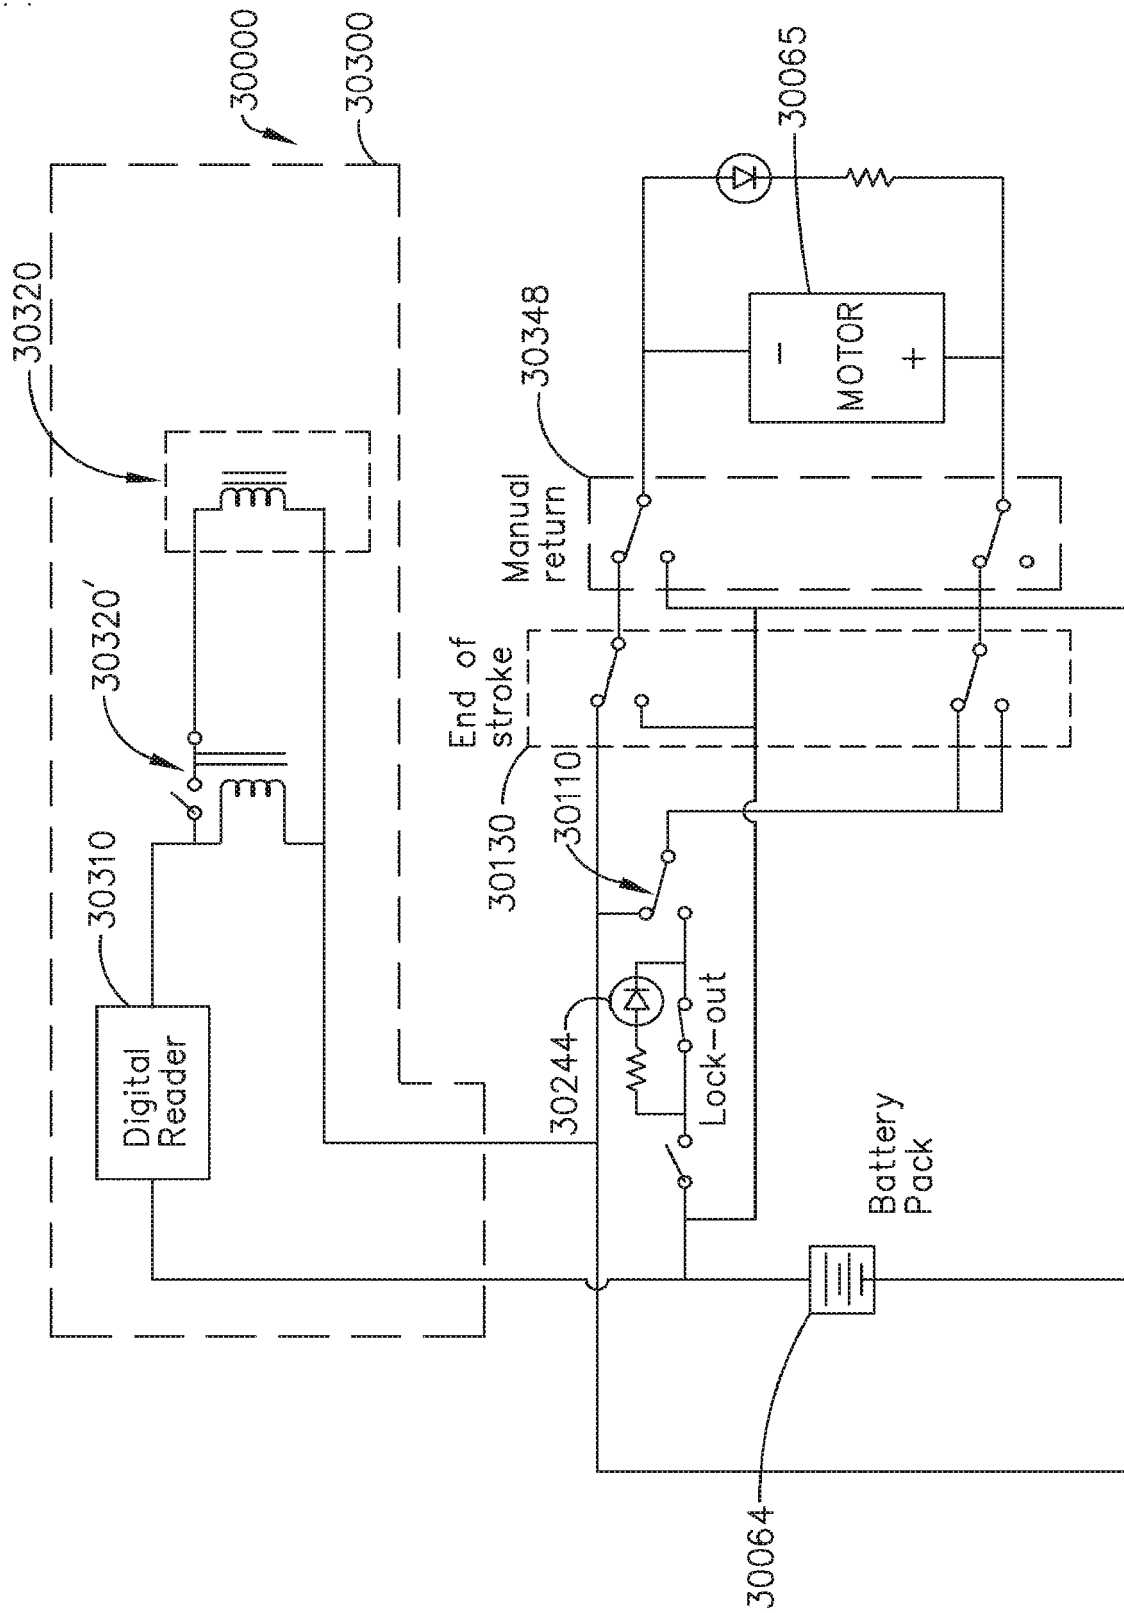 30000
30300
30320
30320'
30310
Digital
Reader
30065
30348
MOTOR
-
+
Manual
return
End of
stroke
30130
30110
30244
Lock-out
Battery
Pack
30064